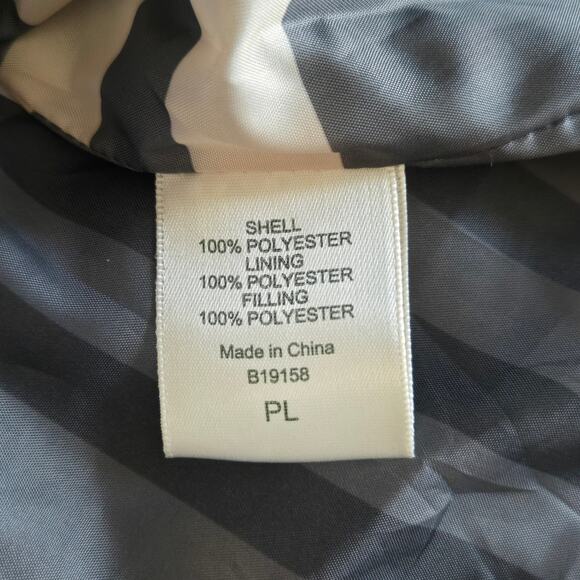 SHELL
100% POLYESTER
LINING
100% POLYESTER
FILLING
100% POLYESTER
Made in China
B19158
PL